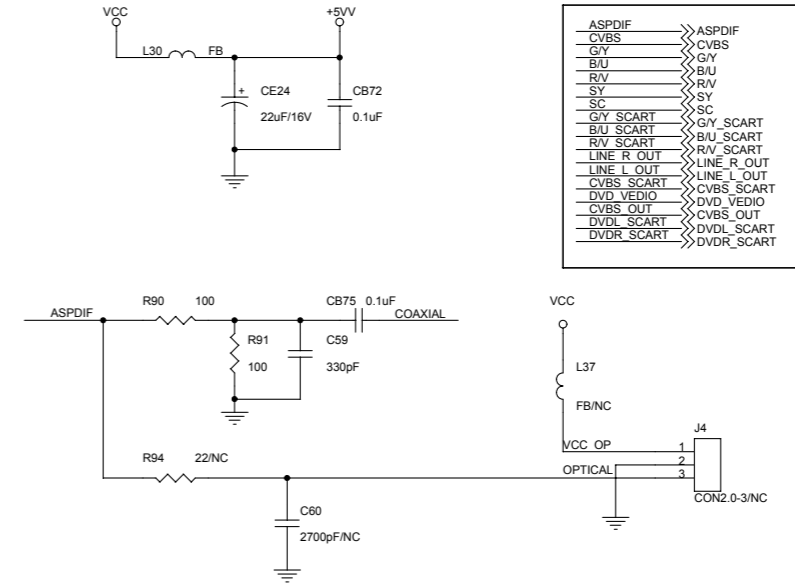 VCC
+5VV
L30
FB
+
CE24
22uF/16V
CB72
0.1uF
ASPDIF
ASPDIF
CVBS
CVBS
G/Y
G/Y
B/U
B/U
R/V
R/V
SY
SY
SC
SC
G/Y_SCART
G/Y_SCART
B/U_SCART
B/U_SCART
R/V_SCART
R/V_SCART
LINE_R_OUT
LINE_R_OUT
LINE_L_OUT
LINE_L_OUT
CVBS_SCART
CVBS_SCART
DVD_VEDIO
DVD_VEDIO
CVBS_OUT
CVBS_OUT
DVDL_SCART
DVDL_SCART
DVDR_SCART
DVDR_SCART
ASPDIF
R90
100
CB75
0.1uF
COAXIAL
R91
100
C59
330pF
R94
22/NC
C60
2700pF/NC
VCC
L37
FB/NC
VCC_OP
OPTICAL
J4
1
2
3
CON2.0-3/NC